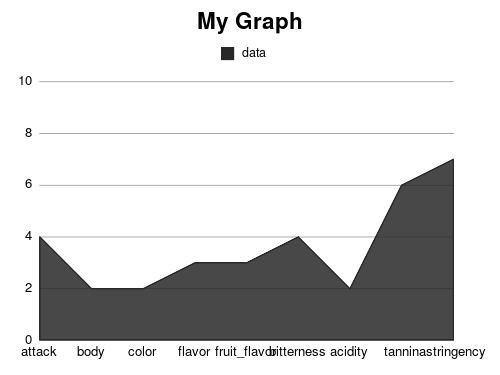 My Graph
data
10
8
6
4
2
0
attack body color flavor fruit_flavor bitterness acidity tannin astringency